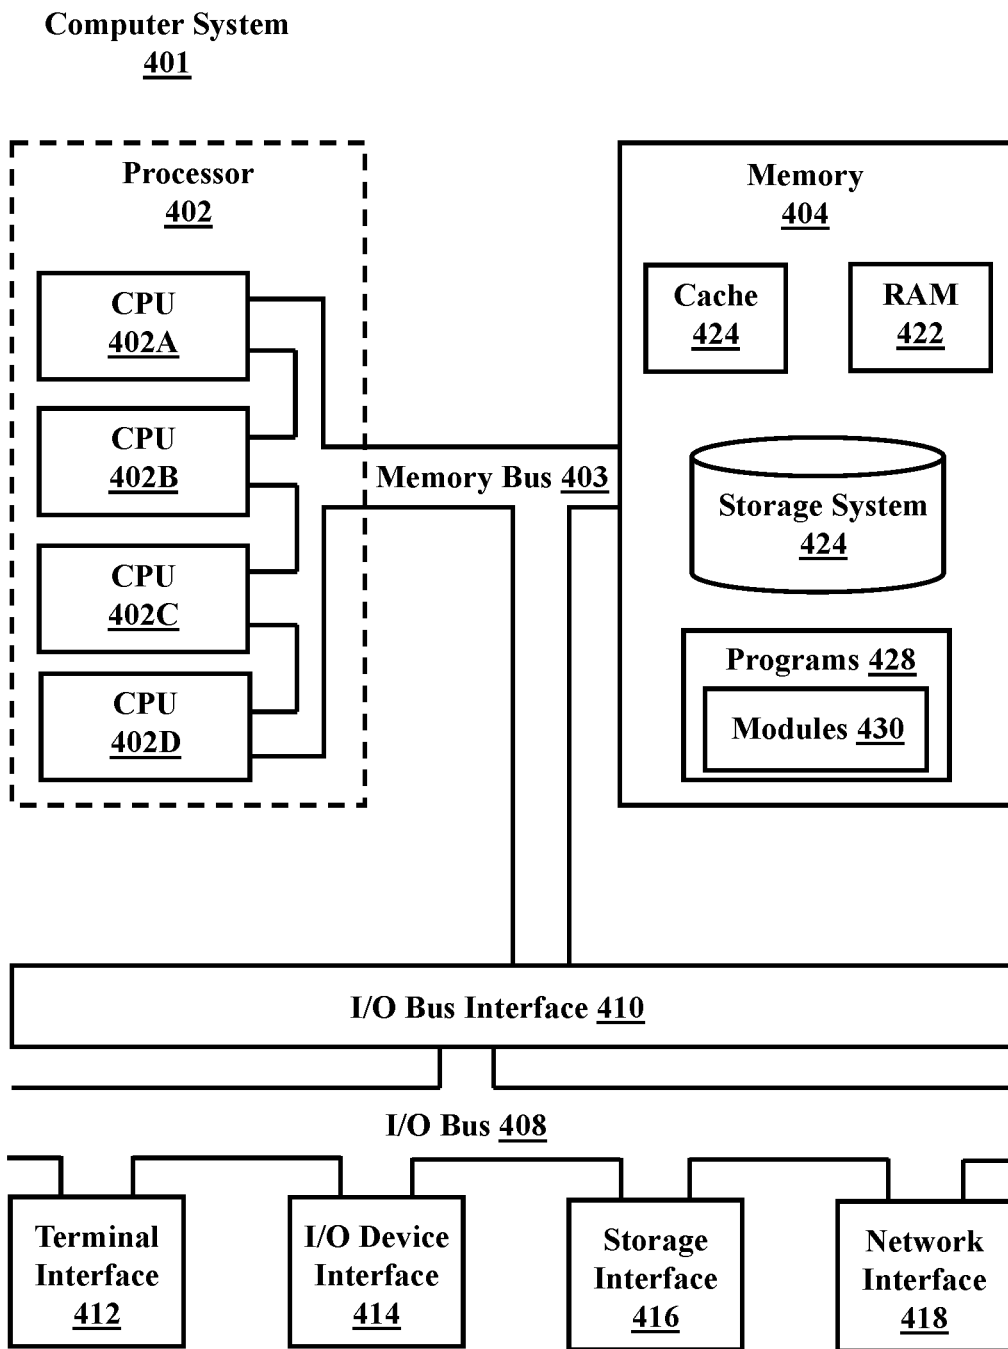 Computer System
401
Processor
402
CPU
402A
CPU
402B
CPU
402C
CPU
402D
Memory Bus 403
Memory
404
Cache
424
RAM
422
Storage System
424
Programs 428
Modules 430
I/O Bus Interface 410
I/O Bus 408
Terminal
Interface
412
I/O Device
Interface
414
Storage
Interface
416
Network
Interface
418